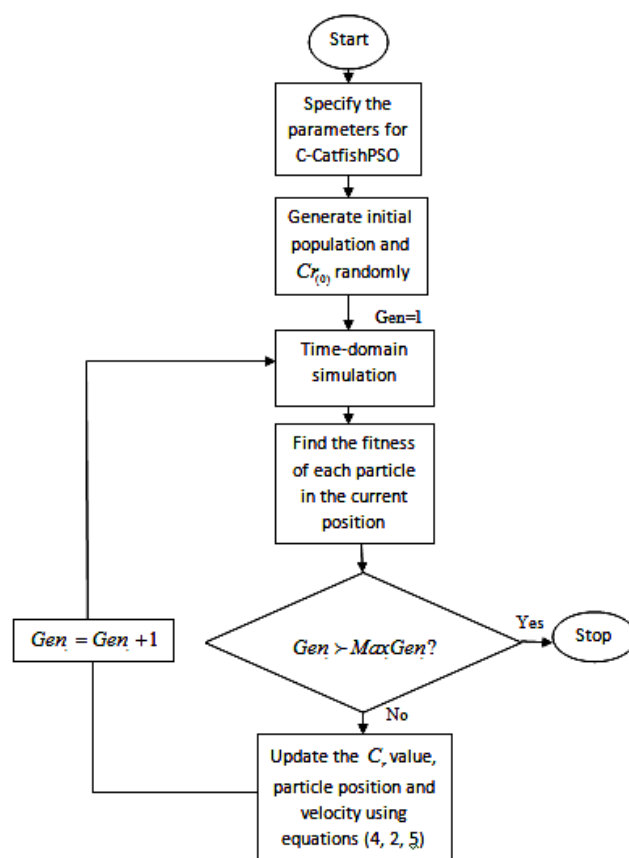 Start
Specify the
parameters for
C-CatfishPSO
Generate initial
population and
Cr(0) randomly
Gen=1
Time-domain
simulation
Find the fitness
of each particle
in the current
position
Gen = Gen +1
Gen ≻ MaxGen?
Yes
Stop
No
Update the Cr value,
particle position and
velocity using
equations (4, 2, 5)